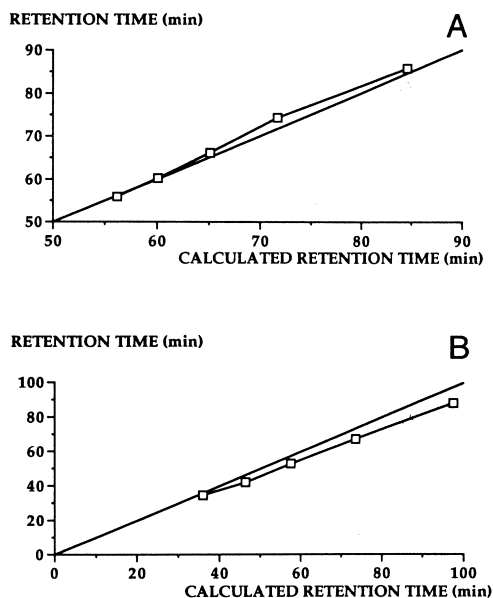 RETENTION TIME (min)
A
90
80
70
60
50
50 60 70 80 90
CALCULATED RETENTION TIME (min)
RETENTION TIME (min)
B
100
80
60
40
20
0
0 20 40 60 80 100
CALCULATED RETENTION TIME (min)